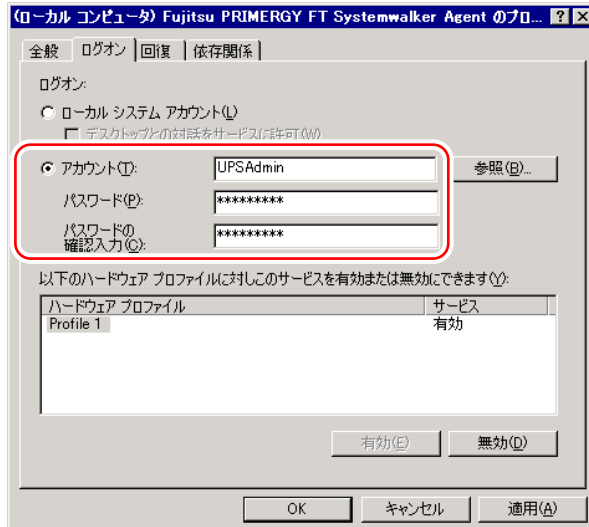 (ローカル コンピュータ) Fujitsu PRIMERGY FT Systemwalker Agent のプロ...
全般 ログオン 回復 依存関係
ログオン:
ローカル システム アカウント(L)
デスクトップとの対話をサービスに許可(W)
アカウント(T): UPSAdmin 参照(B)...
パスワード(P): *********
パスワードの
確認入力(C): *********
以下のハードウェア プロファイルに対しこのサービスを有効または無効にできます(Y):
ハードウェア プロファイル サービス
Profile 1 有効
有効(E) 無効(D)
OK キャンセル 適用(A)